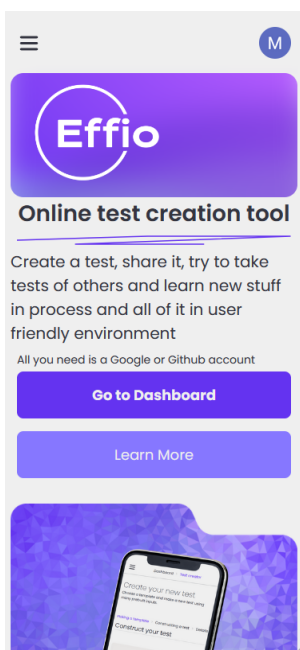 M
Effio
Online test creation tool
Create a test, share it, try to take
tests of others and learn new stuff
in process and all of it in user
friendly environment
All you need is a Google or Github account
Go to Dashboard
Learn More
Create your new test
Construct your test